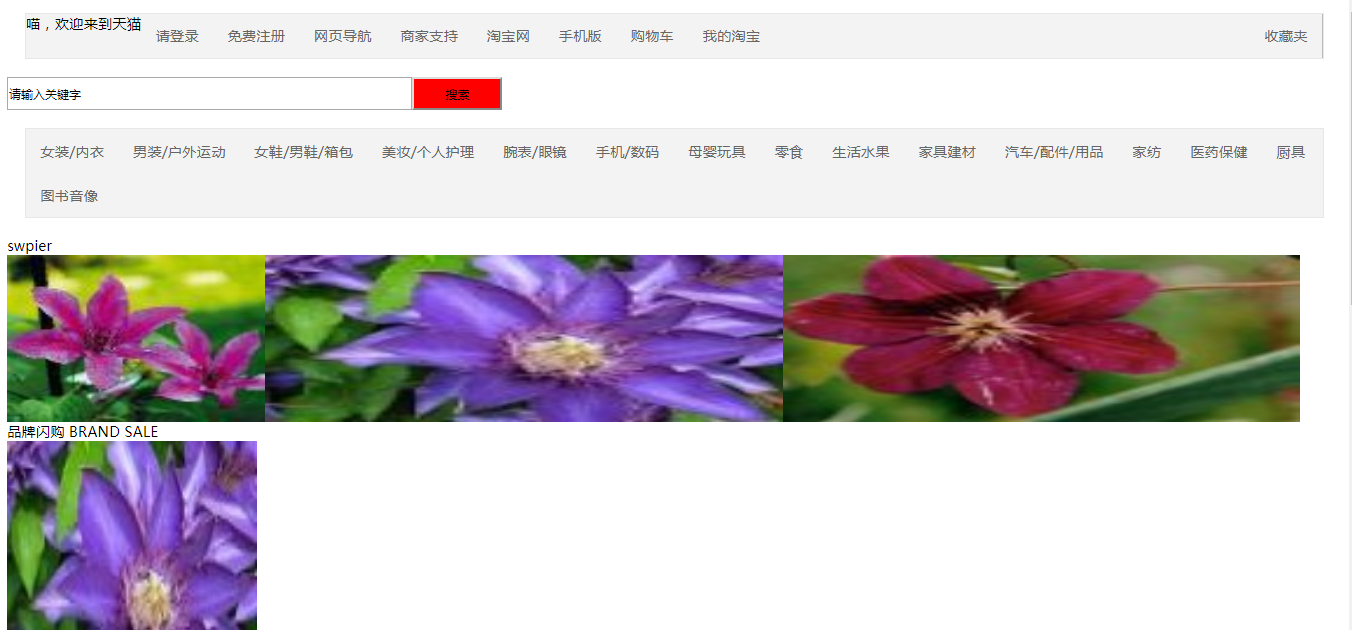 喵，欢迎来到天猫 请登录 免费注册 网页导航 商家支持 淘宝网 手机版 购物车 我的淘宝 收藏夹
请输入关键字 搜索
女装/内衣 男装/户外运动 女鞋/男鞋/箱包 美妆/个人护理 腕表/眼镜 手机/数码 母婴玩具 零食 生活水果 家具建材 汽车/配件/用品 家纺 医药保健 厨具
图书音像
swpier
品牌闪购 BRAND SALE